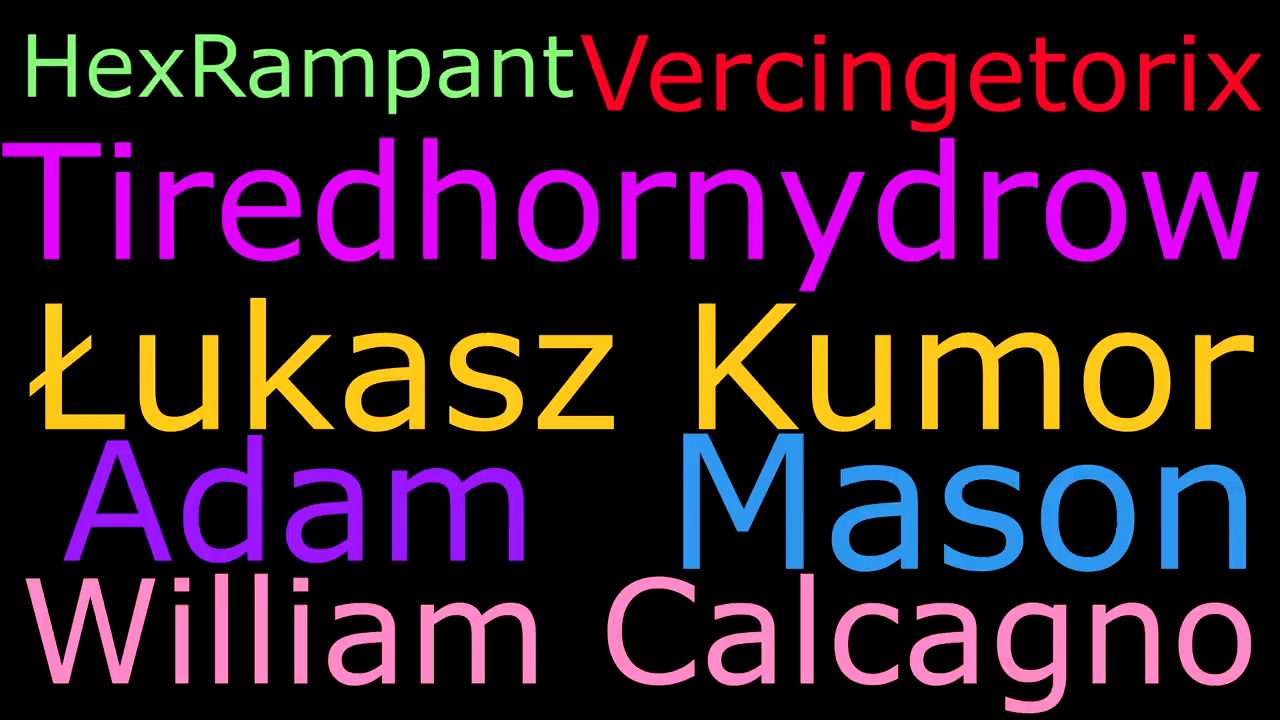 HexRampant Vercingetorix
Tiredhornydrow
Łukasz Kumor
Adam Mason
William Calcagno